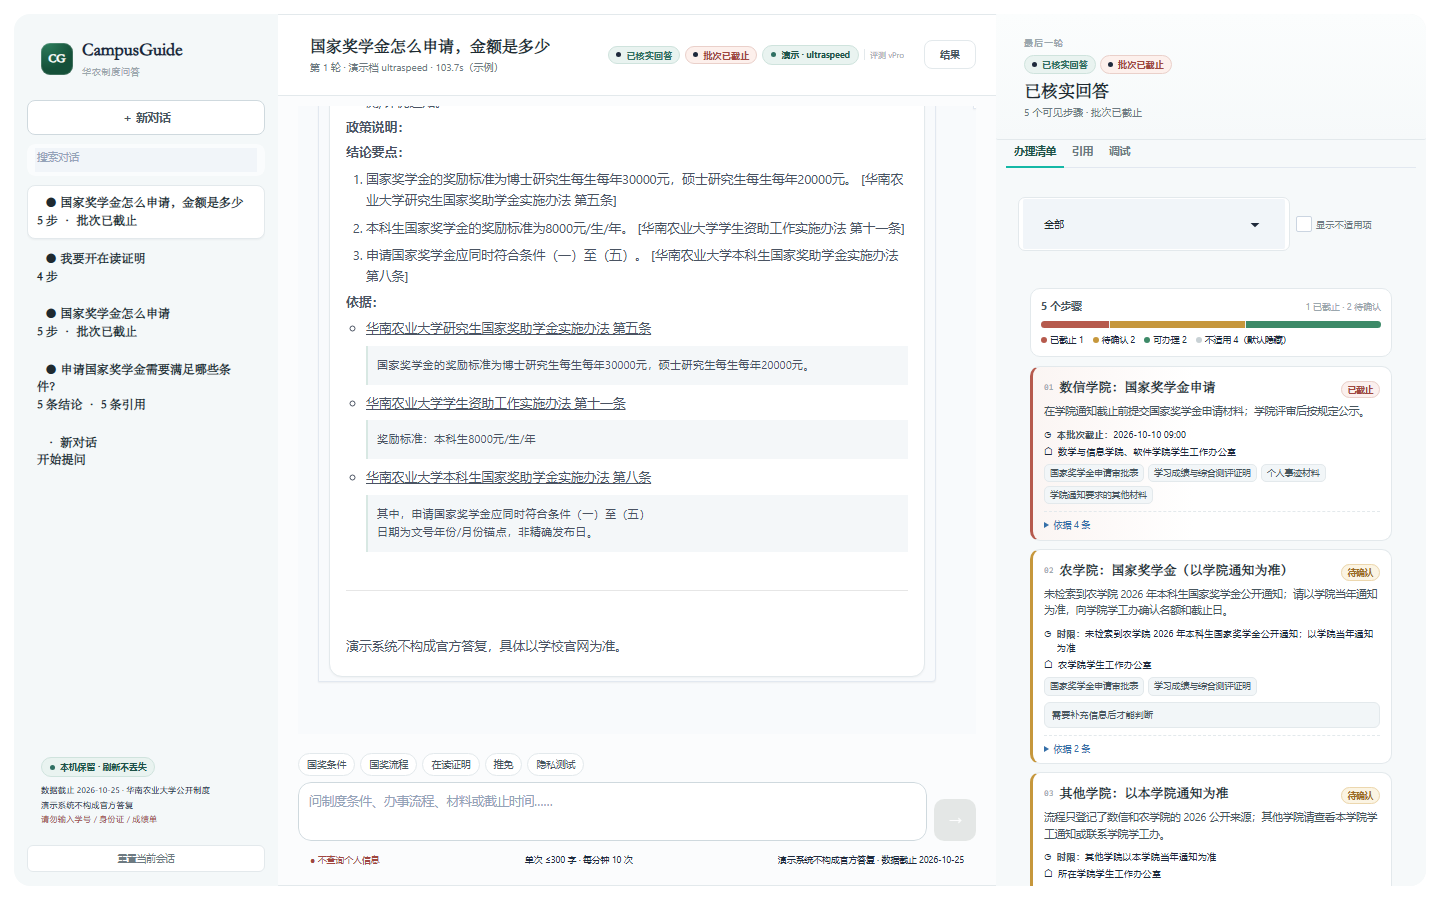 CG
CampusGuide
华农制度问答
+ 新对话
搜索对话
● 国家奖学金怎么申请，金额是多少
5 步 · 批次已截止
● 我要开在读证明
4 步
● 国家奖学金怎么申请
5 步 · 批次已截止
● 申请国家奖学金需要满足哪些条
件？
5 条结论 · 5 条引用
· 新对话
开始提问
● 本机保留 · 刷新不丢失
数据截止 2026-10-25 · 华南农业大学公开制度
演示系统不构成官方答复
请勿输入学号 / 身份证 / 成绩单
重置当前会话
国家奖学金怎么申请，金额是多少
第 1 轮 · 演示档 ultraspeed · 103.7s（示例）
● 已核实回答
● 批次已截止
● 演示 · ultraspeed
评测 vPro
结果
政策说明：
结论要点：
1. 国家奖学金的奖励标准为博士研究生每生每年30000元，硕士研究生每生每年20000元。 [华南农
业大学研究生国家奖助学金实施办法 第五条]
2. 本科生国家奖学金的奖励标准为8000元/生/年。 [华南农业大学学生资助工作实施办法 第十一条]
3. 申请国家奖学金应同时符合条件（一）至（五）。 [华南农业大学本科生国家奖助学金实施办法
第八条]
依据：
华南农业大学研究生国家奖助学金实施办法 第五条
国家奖学金的奖励标准为博士研究生每生每年30000元，硕士研究生每生每年20000元。
华南农业大学学生资助工作实施办法 第十一条
奖励标准：本科生8000元/生/年
华南农业大学本科生国家奖助学金实施办法 第八条
其中，申请国家奖学金应同时符合条件（一）至（五）
日期为文号年份/月份锚点，非精确发布日。
演示系统不构成官方答复，具体以学校官网为准。
国奖条件
国奖流程
在读证明
推免
隐私测试
问制度条件、办事流程、材料或截止时间......
→
● 不查询个人信息
单次 ≤300 字 · 每分钟 10 次
演示系统不构成官方答复 · 数据截止 2026-10-25
最后一轮
● 已核实回答
● 批次已截止
已核实回答
5 个可见步骤 · 批次已截止
办理清单
引用
调试
全部
显示不适用项
5 个步骤
1 已截止 · 2 待确认
● 已截止 1 ● 待确认 2 ● 可办理 2 ● 不适用 4（默认隐藏）
01 数信学院：国家奖学金申请
已截止
在学院通知截止前提交国家奖学金申请材料；学院评审后按规定公示。
本批次截止：2026-10-10 09:00
数学与信息学院、软件学院学生工作办公室
国家奖学金申请审批表
学习成绩与综合测评证明
个人事迹材料
学院通知要求的其他材料
▶ 依据 4 条
02 农学院：国家奖学金（以学院通知为准）
待确认
未检索到农学院 2026 年本科生国家奖学金公开通知；请以学院当年通知
为准，向学院学工办确认名额和截止日。
时限：未检索到农学院 2026 年本科生国家奖学金公开通知；以学院当年通知
为准
农学院学生工作办公室
国家奖学金申请审批表
学习成绩与综合测评证明
需要补充信息后才能判断
▶ 依据 2 条
03 其他学院：以本学院通知为准
待确认
流程只登记了数信和农学院的 2026 公开来源；其他学院请查看本学院学
工通知或联系学院学工办。
时限：其他学院以本学院当年通知为准
所在学院学生工作办公室